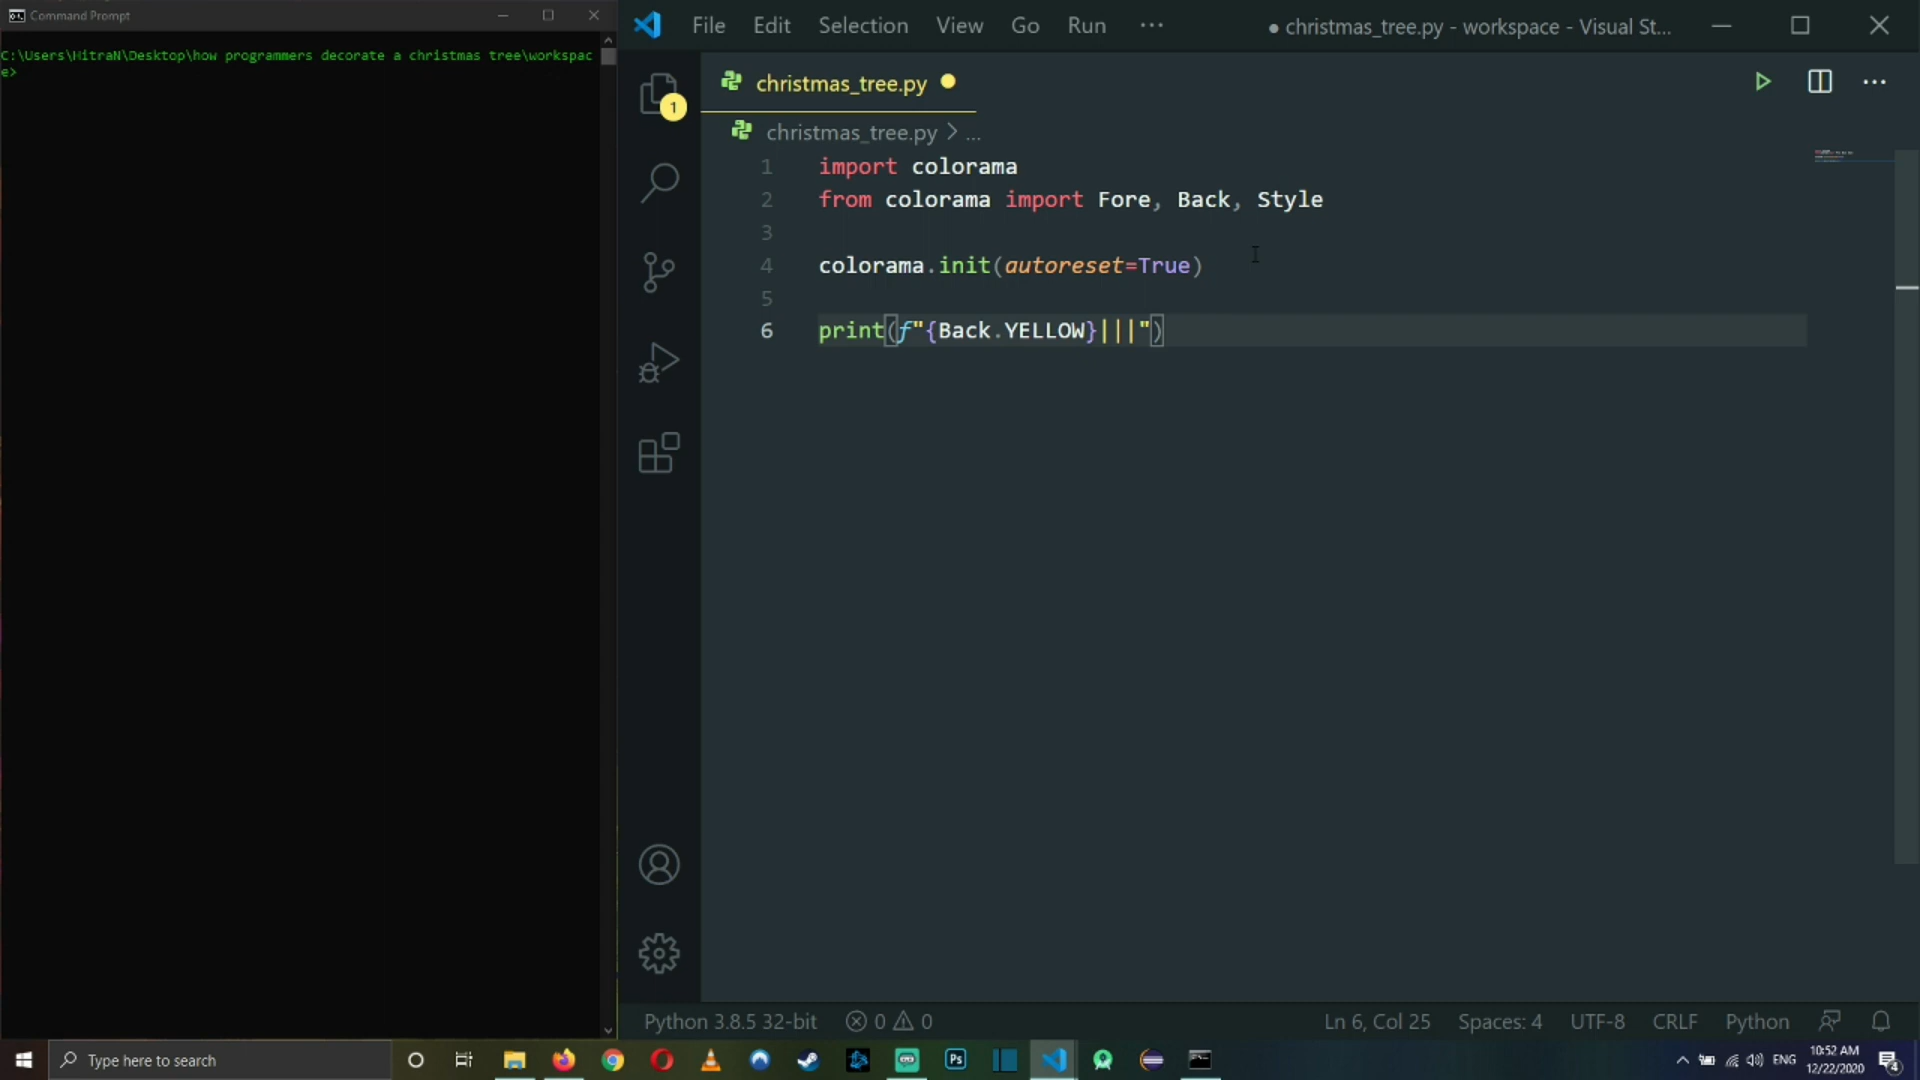 Command Prompt
C:\Users\HitraN\Desktop\how programmers decorate a christmas tree\workspac
e>
File Edit Selection View Go Run ··· ● christmas_tree.py - workspace - Visual St...
1
christmas_tree.py
christmas_tree.py > ...
1 import colorama
2 from colorama import Fore, Back, Style
3
4 colorama.init(autoreset=True)
5
6 print(f"{Back.YELLOW}|||")
Python 3.8.5 32-bit 0 0 Ln 6, Col 25 Spaces: 4 UTF-8 CRLF Python
Type here to search Ps ENG 10:52 AM
12/22/2020 4